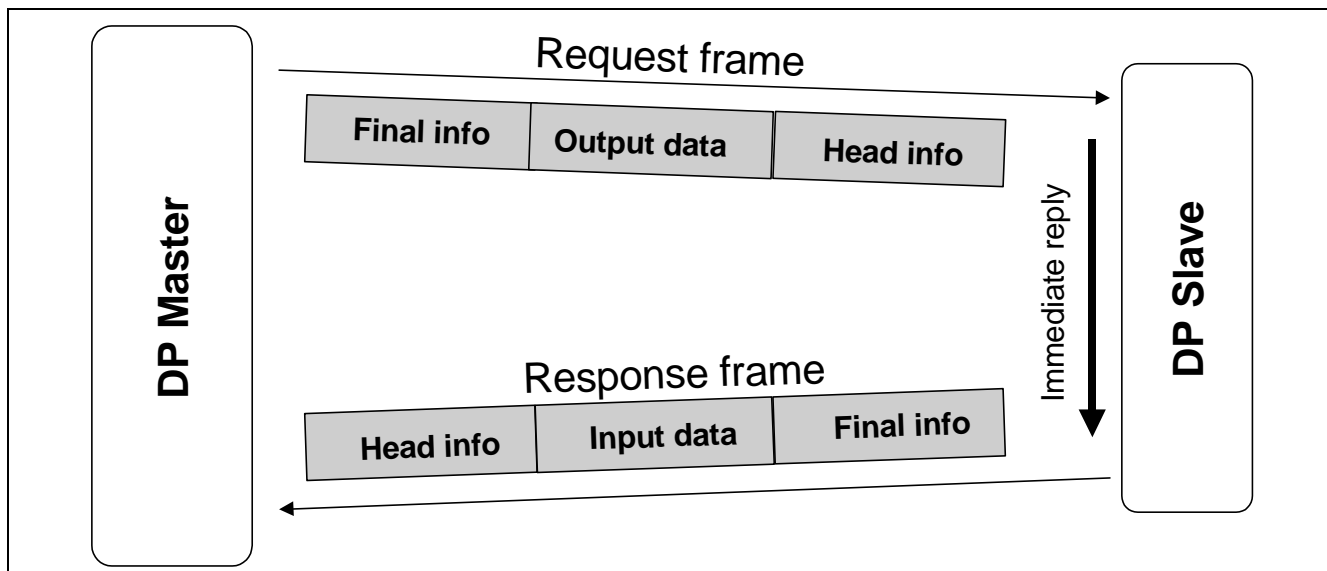 Request frame
Final info
Output data
Head info
DP Master
Immediate reply
DP Slave
Response frame
Head info
Input data
Final info